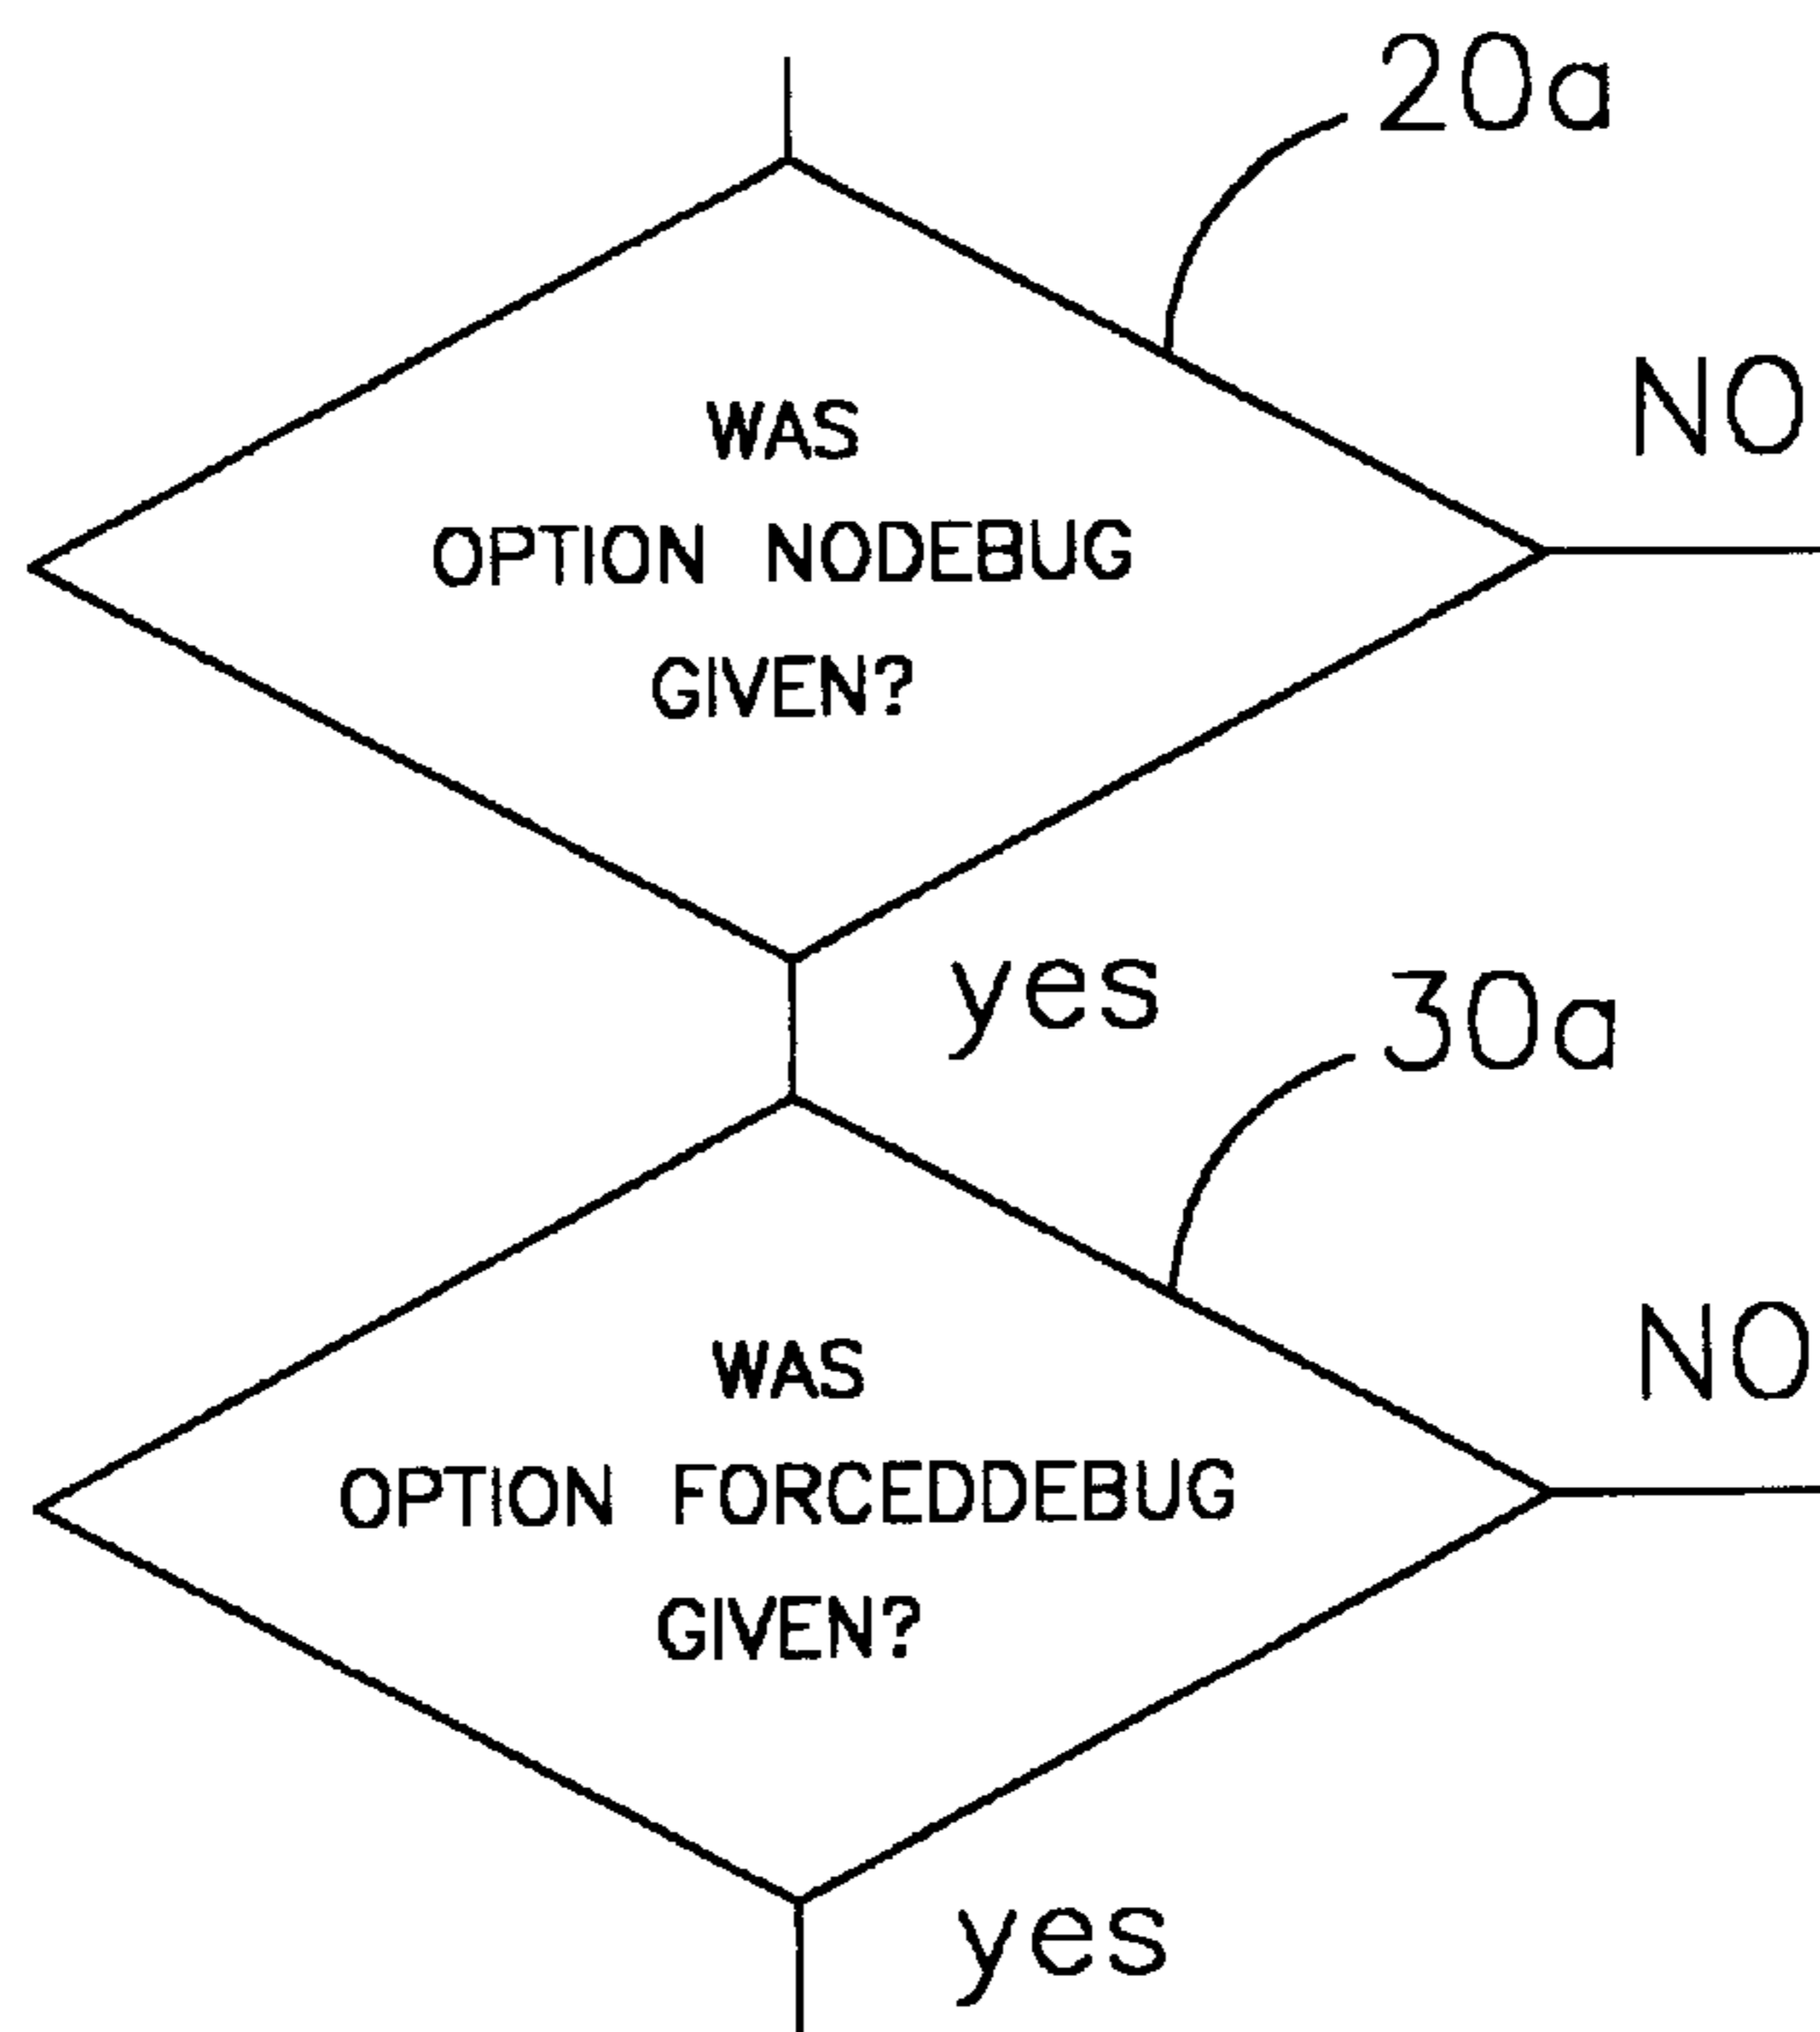 20a
WAS
OPTION NODEBUG
GIVEN?
NO
yes
30a
WAS
OPTION FORCEDDEBUG
GIVEN?
NO
yes